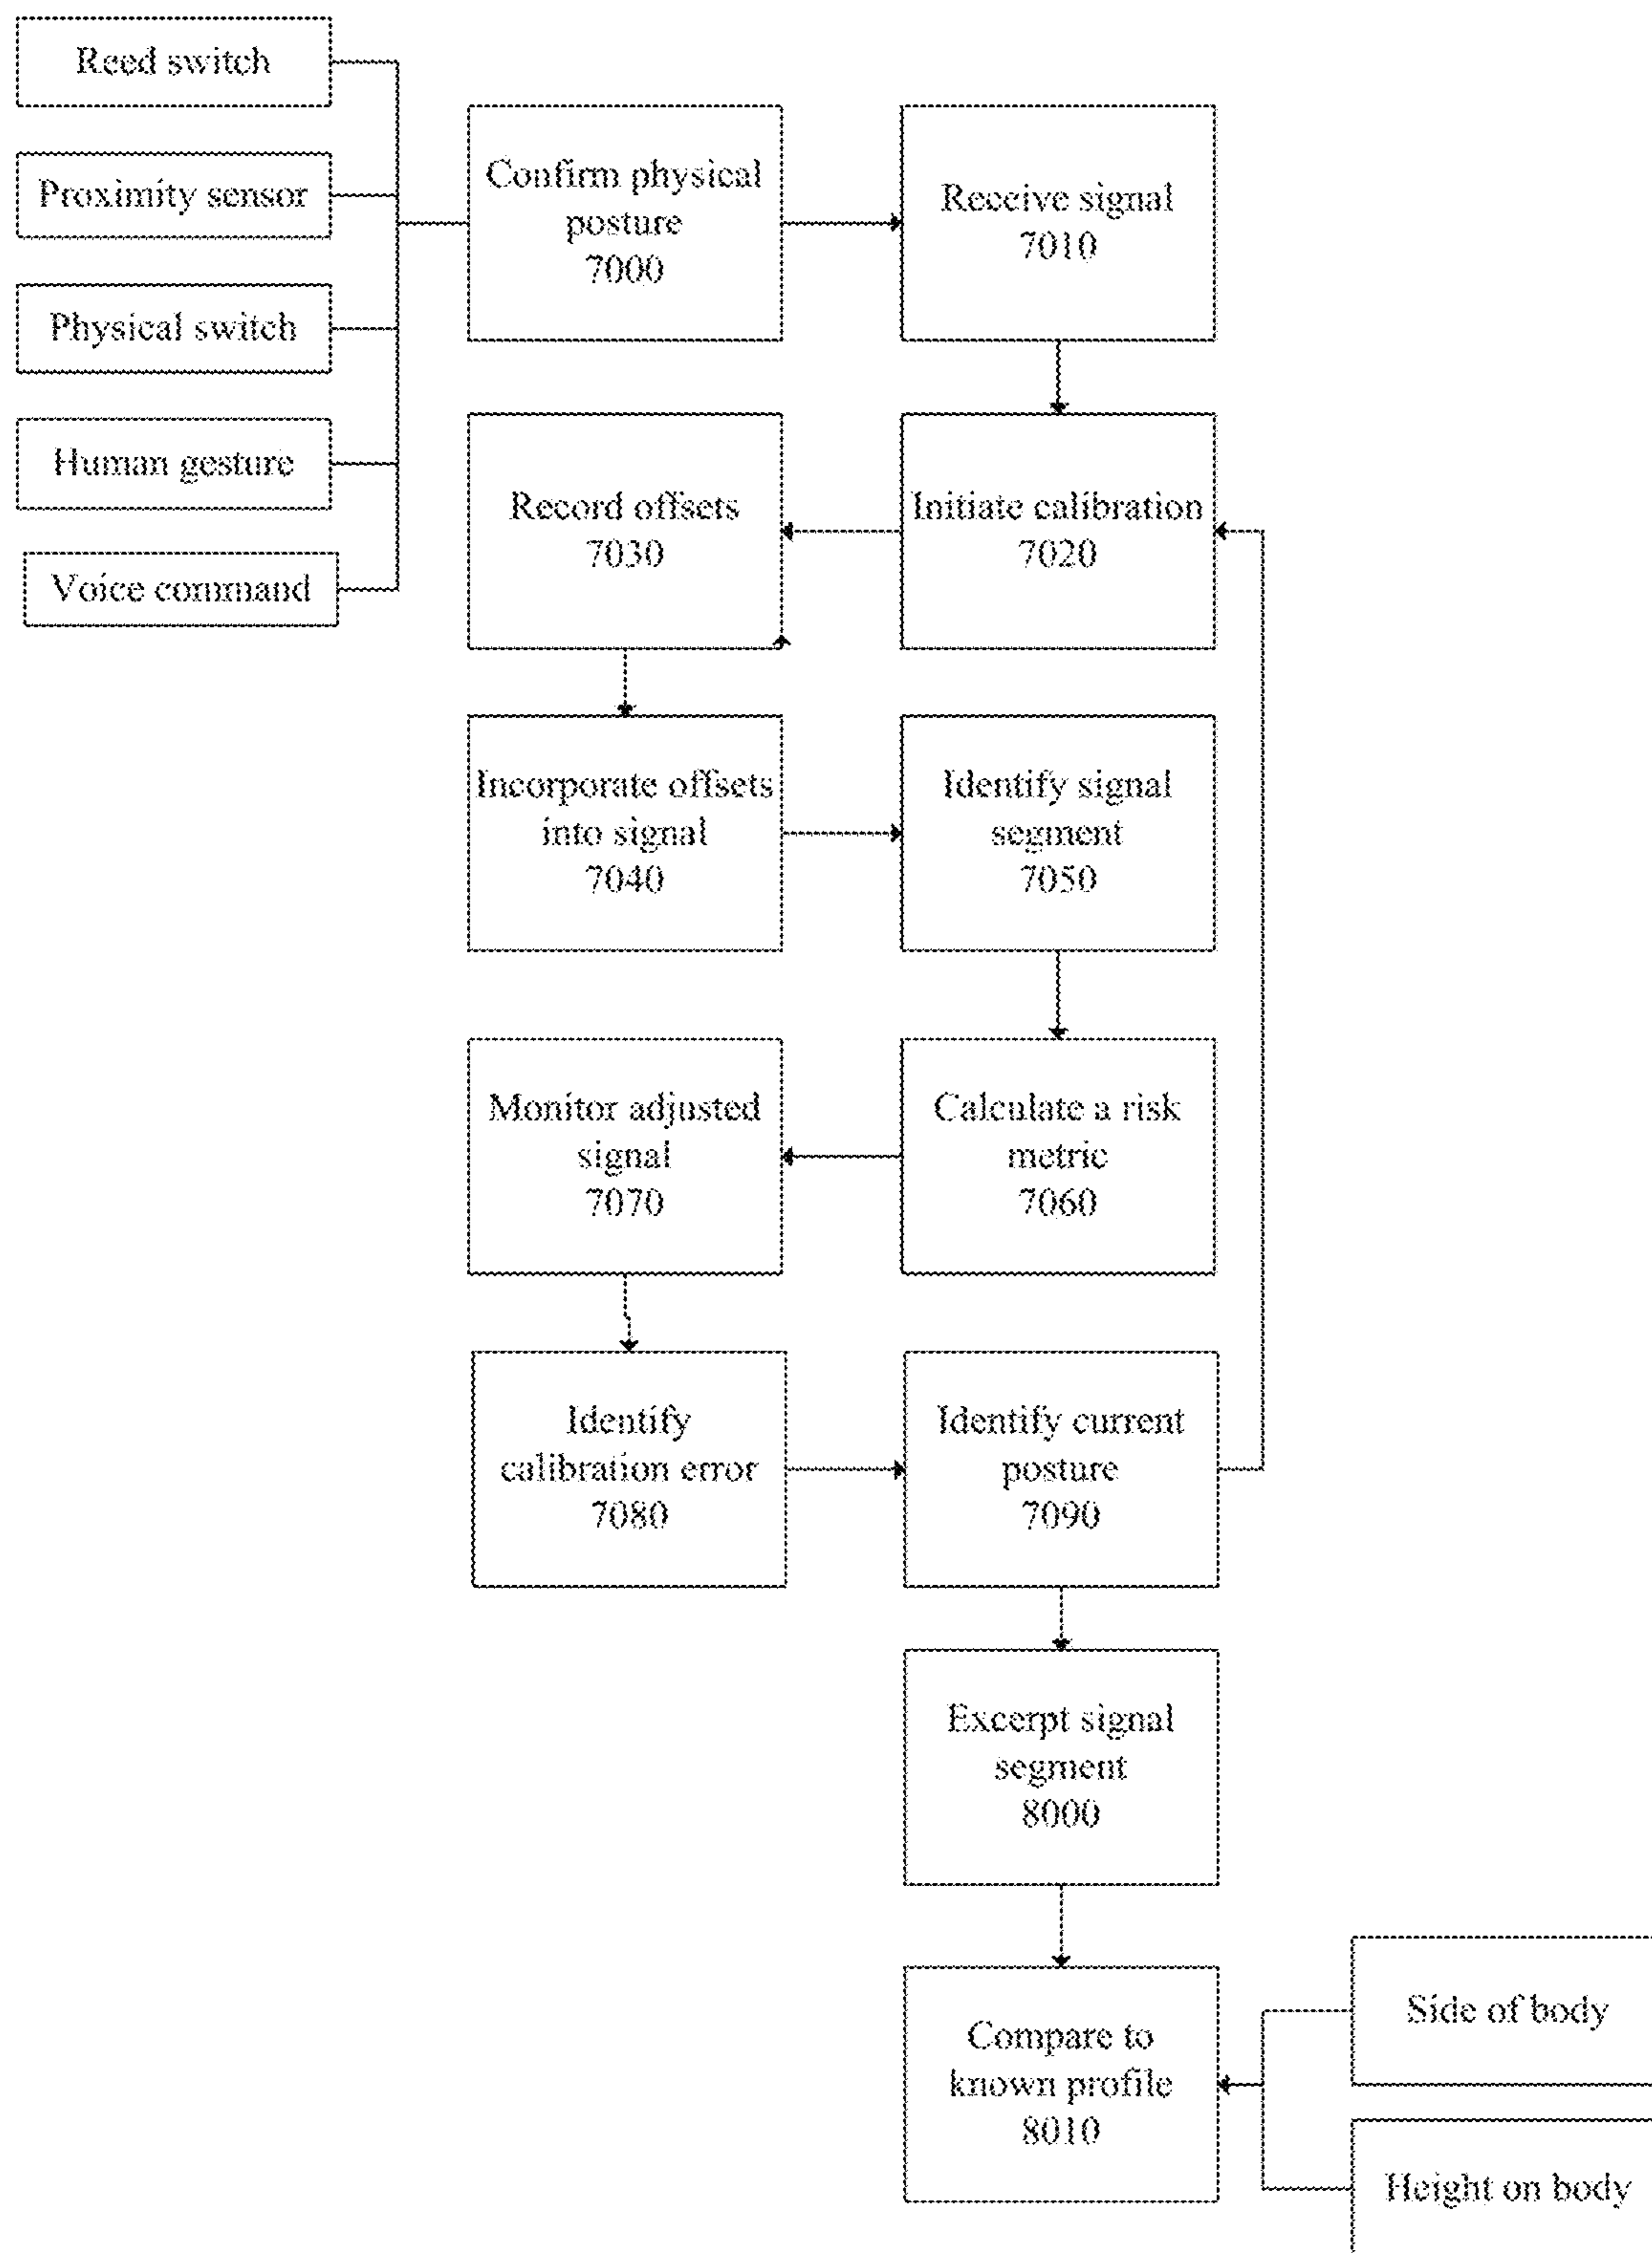 Reed switch
Proximity sensor
Physical switch
Human gesture
Voice command
Confirm physical
posture
7000
Receive signal
7010
Initiate calibration
7020
Record offsets
7030
Incorporate offsets
into signal
7040
Identify signal
segment
7050
Calculate a risk
metric
7060
Monitor adjusted
signal
7070
Identify
calibration error
7080
Identify current
posture
7090
Excerpt signal
segment
8000
Compare to
known profile
8010
Side of body
Height on body